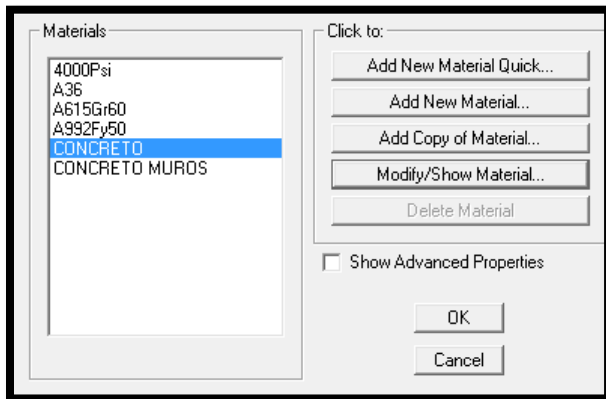 Materials
4000Psi
A36
A615Gr60
A992Fy50
CONCRETO
CONCRETO MUROS
Click to:
Add New Material Quick...
Add New Material...
Add Copy of Material...
Modify/Show Material...
Delete Material
Show Advanced Properties
OK
Cancel